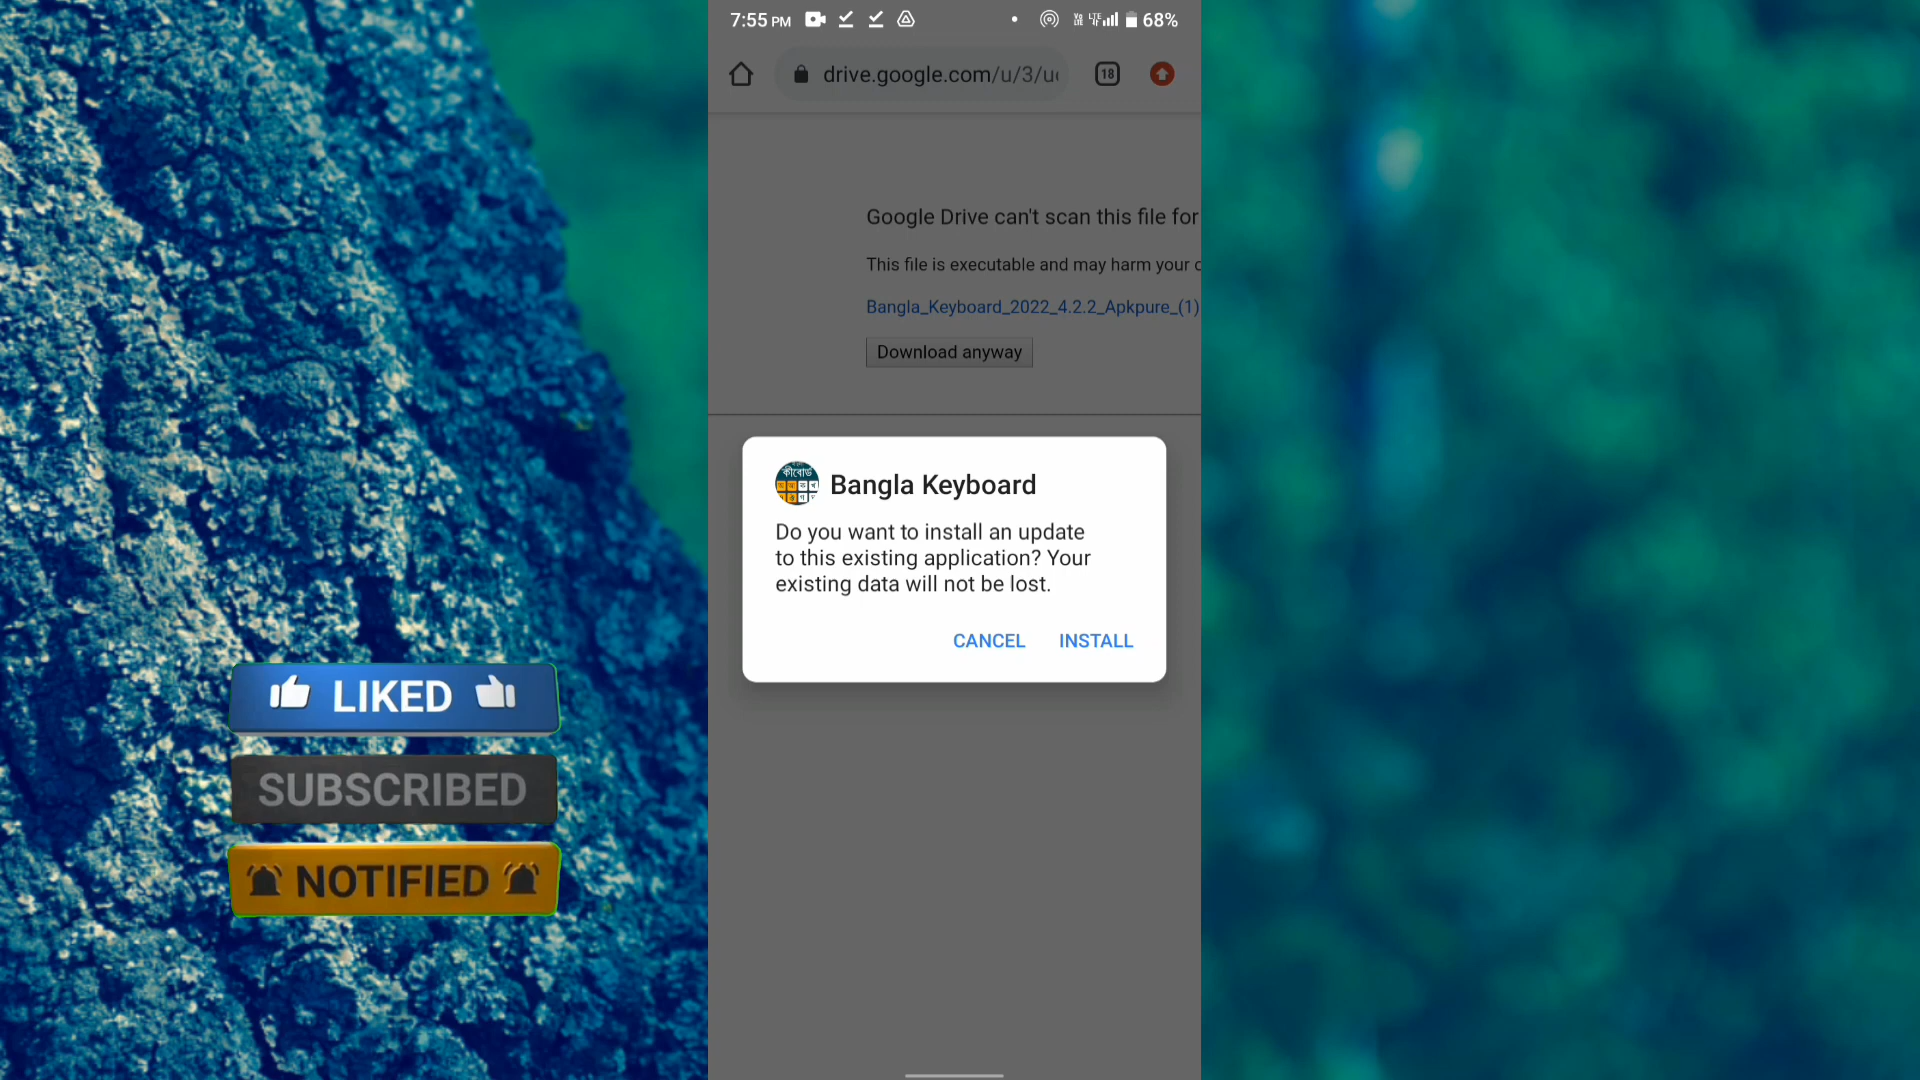 7:55 PM
68%
drive.google.com/u/3/u
18
Google Drive can't scan this file for
This file is executable and may harm your
Bangla_Keyboard_2022_4.2.2_Apkpure_(1)
Download anyway
কীবোর্ড
Bangla Keyboard
Do you want to install an update
to this existing application? Your
existing data will not be lost.
CANCEL INSTALL
LIKED
SUBSCRIBED
NOTIFIED